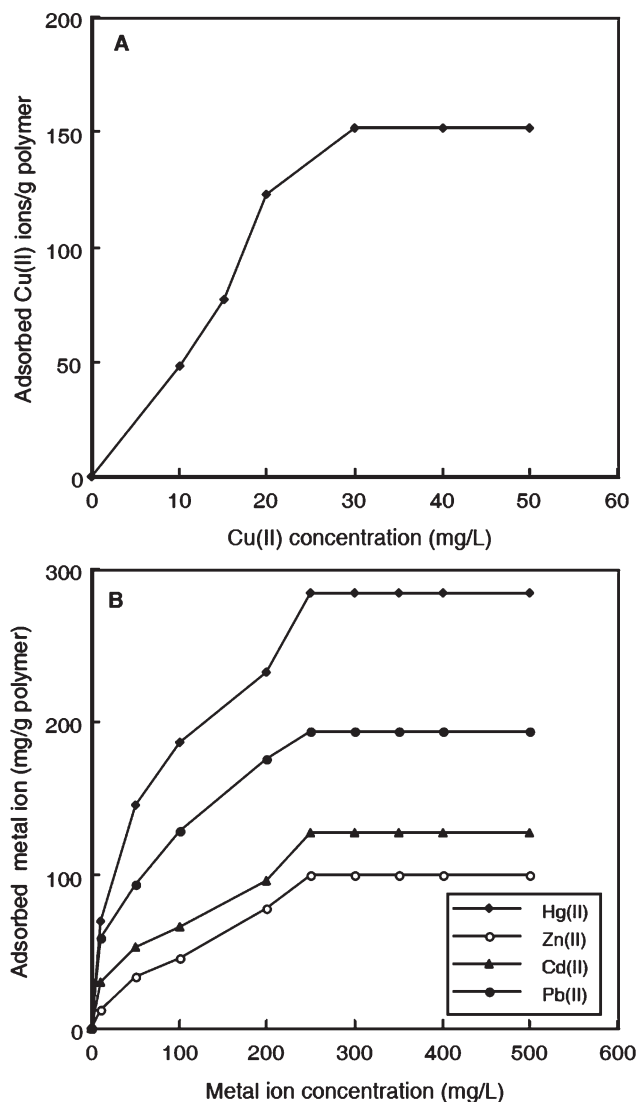 A
200
150
100
50
0
Adsorbed Cu(II) ions/g polymer
0 10 20 30 40 50 60
Cu(II) concentration (mg/L)
B
300
200
100
0
Adsorbed metal ion (mg/g polymer)
Hg(II)
Zn(II)
Cd(II)
Pb(II)
0 100 200 300 400 500 600
Metal ion concentration (mg/L)